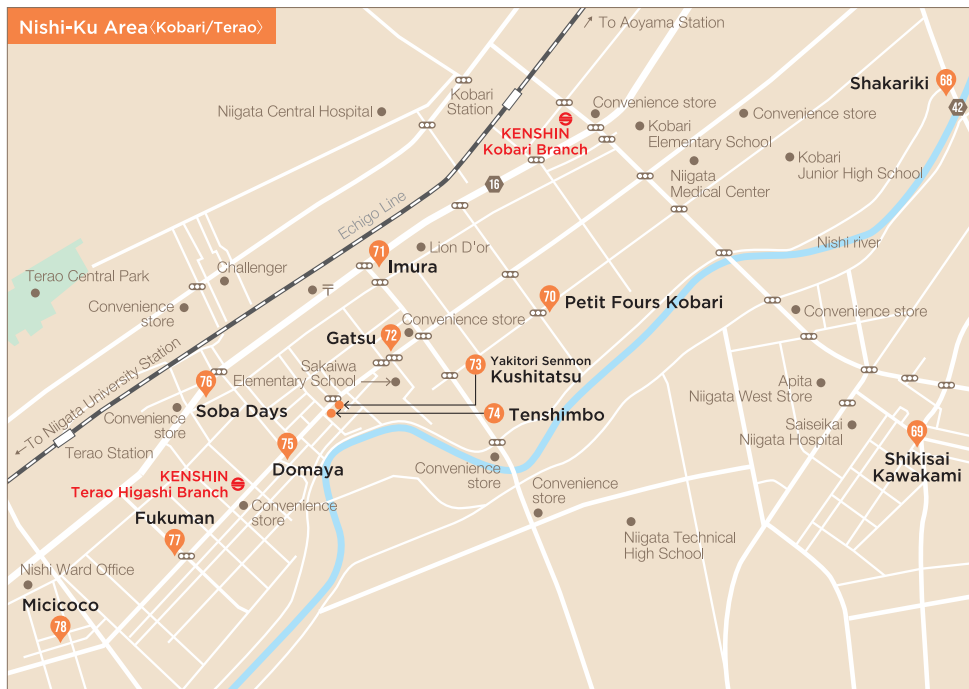 Nishi-Ku Area〈Kobari/Terao〉
To Aoyama Station
Kobari
Station
Niigata Central Hospital
KENSHIN
Kobari Branch
Convenience store
Kobari
Elementary School
Convenience store
Shakariki
68
42
Niigata
Medical Center
Kobari
Junior High School
16
Echigo Line
Nishi river
71
Imura
Lion D'or
Terao Central Park
Challenger
Convenience
store
〒
70
Petit Fours Kobari
Convenience store
Gatsu
72
Convenience store
Sakaiwa
Elementary School
73
Yakitori Senmon
Kushitatsu
74
Tenshimbo
Apita
Niigata West Store
Saiseikai
Niigata Hospital
69
Shikisai
Kawakami
To Niigata University Station
76
Soba Days
Convenience
store
Terao Station
75
Domaya
KENSHIN
Terao Higashi Branch
Convenience
store
Convenience
store
Convenience
store
Niigata Technical
High School
Fukuman
77
Nishi Ward Office
Micicoco
78